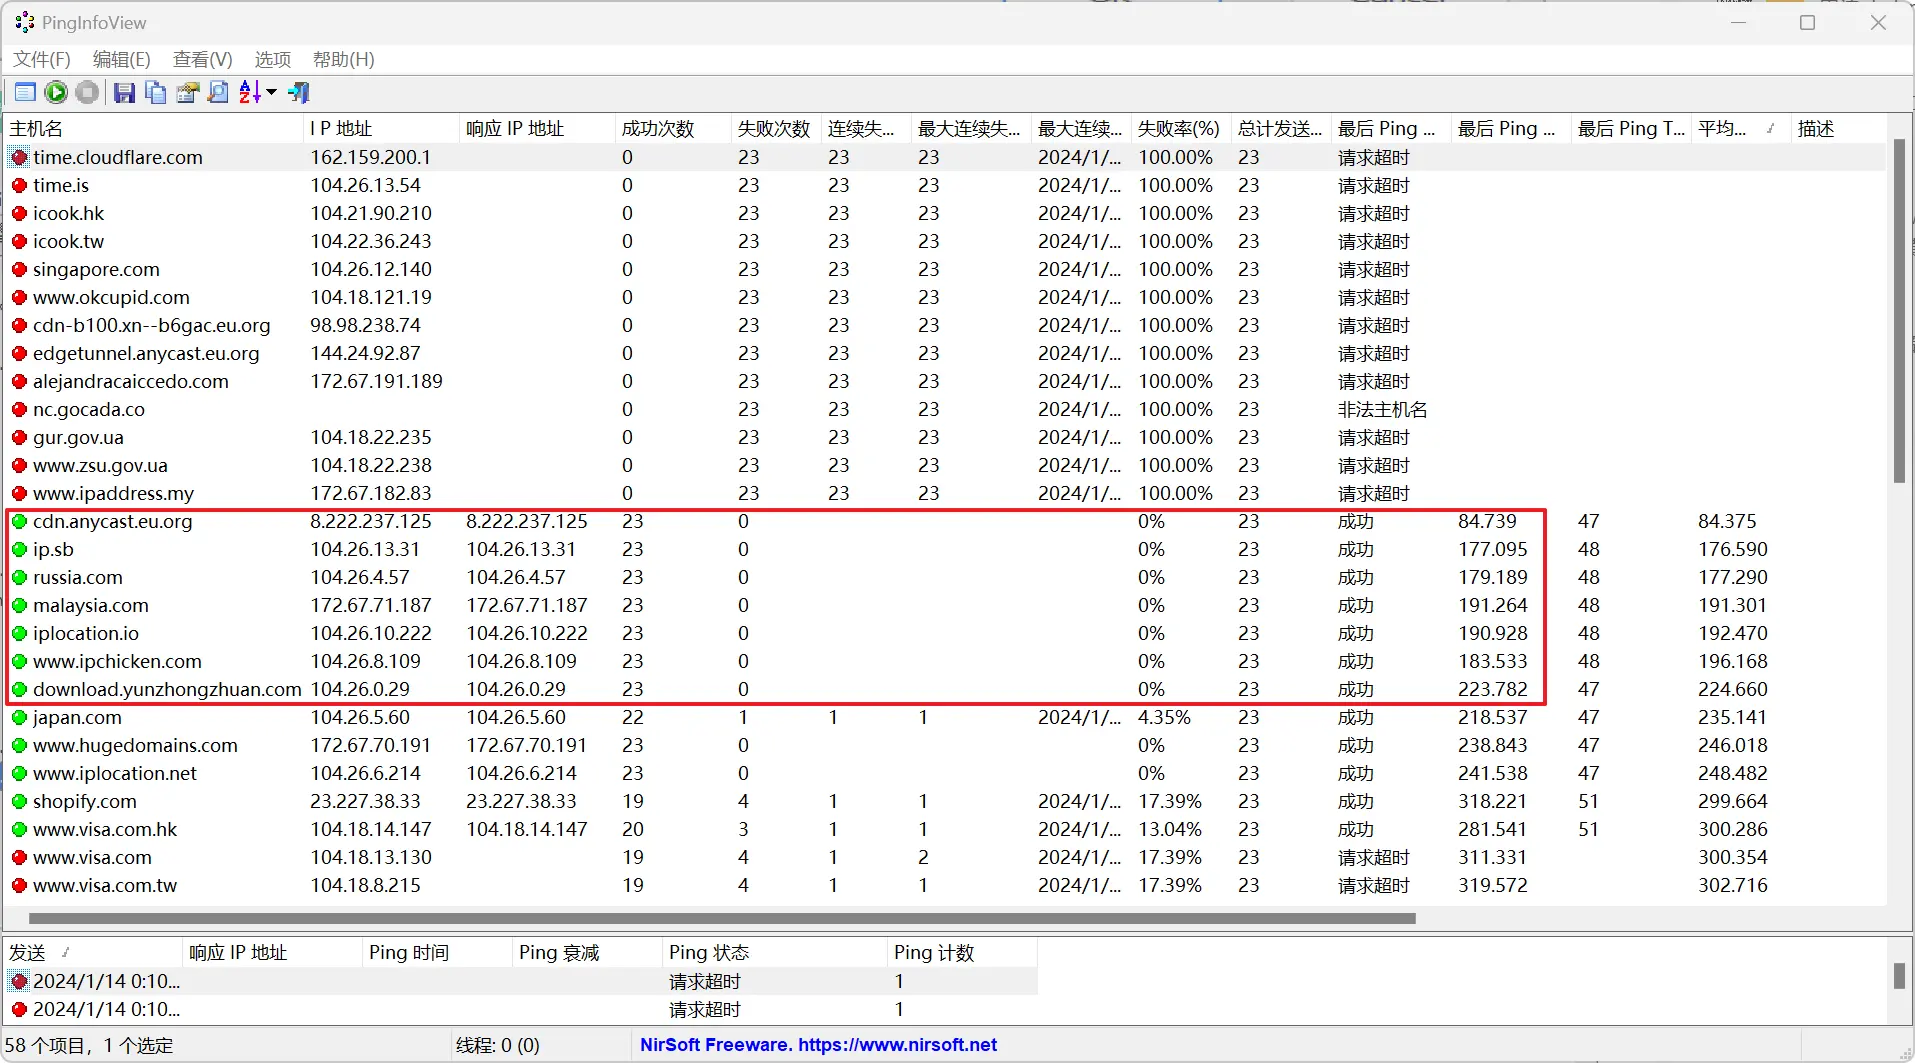 PingInfoView
文件(F) 编辑(E) 查看(V) 选项 帮助(H)
主机名 I P 地址 响应 IP 地址 成功次数 失败次数 连续失... 最大连续失... 最大连续... 失败率(%) 总计发送... 最后 Ping ... 最后 Ping ... 最后 Ping T... 平均... 描述
time.cloudflare.com 162.159.200.1 0 23 23 23 2024/1/... 100.00% 23 请求超时
time.is 104.26.13.54 0 23 23 23 2024/1/... 100.00% 23 请求超时
icook.hk 104.21.90.210 0 23 23 23 2024/1/... 100.00% 23 请求超时
icook.tw 104.22.36.243 0 23 23 23 2024/1/... 100.00% 23 请求超时
singapore.com 104.26.12.140 0 23 23 23 2024/1/... 100.00% 23 请求超时
www.okcupid.com 104.18.121.19 0 23 23 23 2024/1/... 100.00% 23 请求超时
cdn-b100.xn--b6gac.eu.org 98.98.238.74 0 23 23 23 2024/1/... 100.00% 23 请求超时
edgetunnel.anycast.eu.org 144.24.92.87 0 23 23 23 2024/1/... 100.00% 23 请求超时
alejandracaiccedo.com 172.67.191.189 0 23 23 23 2024/1/... 100.00% 23 请求超时
nc.gocada.co 0 23 23 23 2024/1/... 100.00% 23 非法主机名
gur.gov.ua 104.18.22.235 0 23 23 23 2024/1/... 100.00% 23 请求超时
www.zsu.gov.ua 104.18.22.238 0 23 23 23 2024/1/... 100.00% 23 请求超时
www.ipaddress.my 172.67.182.83 0 23 23 23 2024/1/... 100.00% 23 请求超时
cdn.anycast.eu.org 8.222.237.125 8.222.237.125 23 0 0% 23 成功 84.739 47 84.375
ip.sb 104.26.13.31 104.26.13.31 23 0 0% 23 成功 177.095 48 176.590
russia.com 104.26.4.57 104.26.4.57 23 0 0% 23 成功 179.189 48 177.290
malaysia.com 172.67.71.187 172.67.71.187 23 0 0% 23 成功 191.264 48 191.301
iplocation.io 104.26.10.222 104.26.10.222 23 0 0% 23 成功 190.928 48 192.470
www.ipchicken.com 104.26.8.109 104.26.8.109 23 0 0% 23 成功 183.533 48 196.168
download.yunzhongzhuan.com 104.26.0.29 104.26.0.29 23 0 0% 23 成功 223.782 47 224.660
japan.com 104.26.5.60 104.26.5.60 22 1 1 1 2024/1/... 4.35% 23 成功 218.537 47 235.141
www.hugedomains.com 172.67.70.191 172.67.70.191 23 0 0% 23 成功 238.843 47 246.018
www.iplocation.net 104.26.6.214 104.26.6.214 23 0 0% 23 成功 241.538 47 248.482
shopify.com 23.227.38.33 23.227.38.33 19 4 1 1 2024/1/... 17.39% 23 成功 318.221 51 299.664
www.visa.com.hk 104.18.14.147 104.18.14.147 20 3 1 1 2024/1/... 13.04% 23 成功 281.541 51 300.286
www.visa.com 104.18.13.130 19 4 1 2 2024/1/... 17.39% 23 请求超时 311.331 300.354
www.visa.com.tw 104.18.8.215 19 4 1 1 2024/1/... 17.39% 23 请求超时 319.572 302.716
发送 响应 IP 地址 Ping 时间 Ping 衰减 Ping 状态 Ping 计数
2024/1/14 0:10... 请求超时 1
2024/1/14 0:10... 请求超时 1
58 个项目，1 个选定 线程: 0 (0) NirSoft Freeware. https://www.nirsoft.net